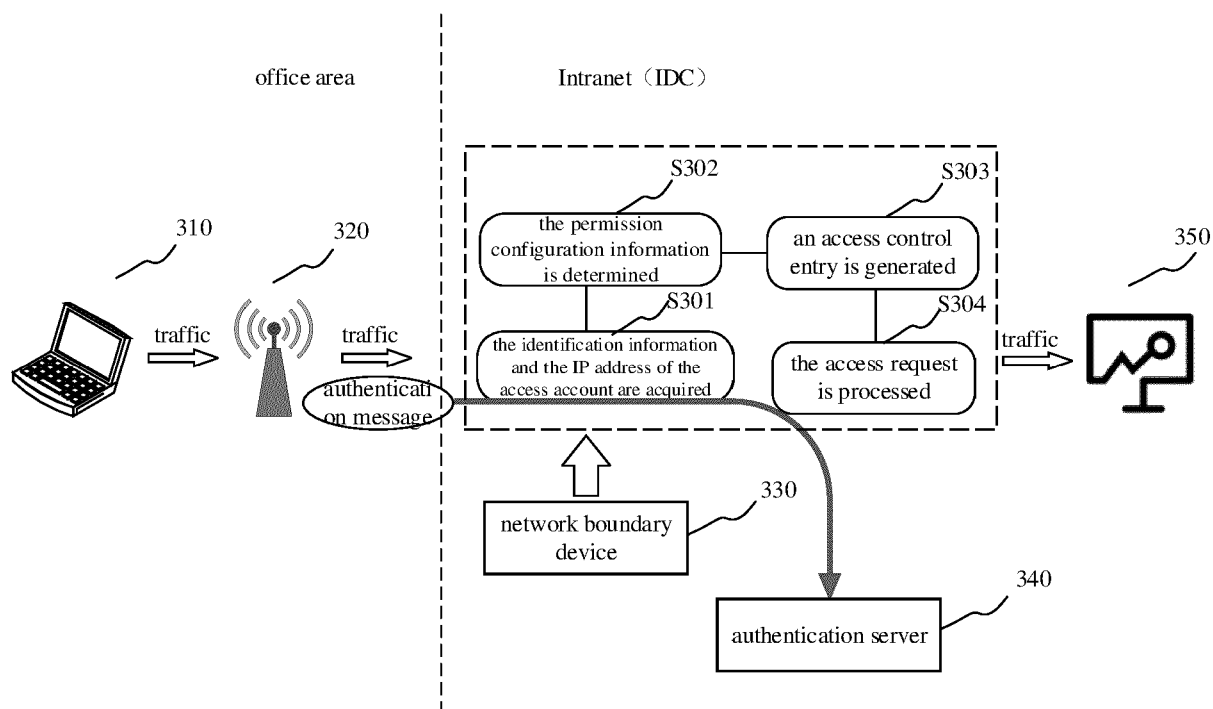 office area
Intranet（IDC）
S302
S303
the permission
configuration information
is determined
an access control
entry is generated
310
320
350
S301
S304
traffic
traffic
traffic
the identification information
and the IP address of the
access account are acquired
the access request
is processed
authenticati
on message
330
network boundary
device
340
authentication server